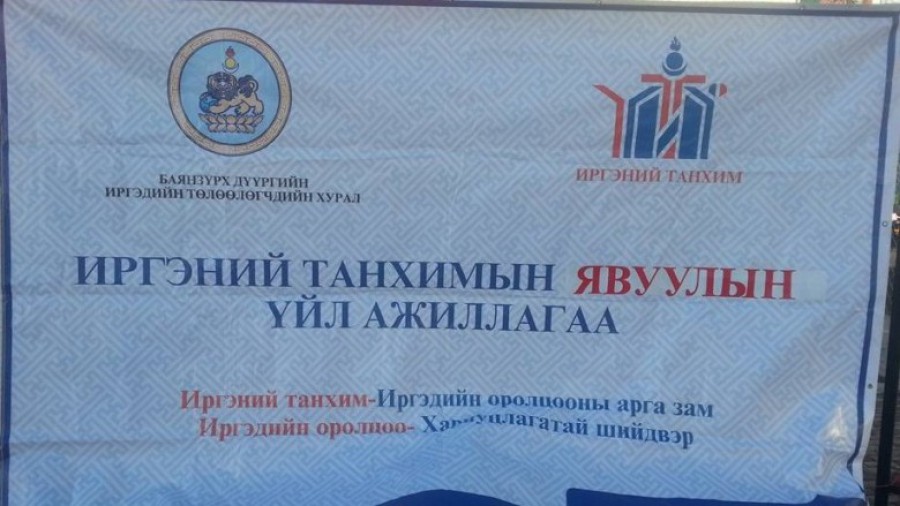 БАЯНЗҮРХ ДҮҮРГИЙН
ИРГЭДИЙН ТӨЛӨӨЛӨГЧДИЙН ХУРАЛ
ИРГЭНИЙ ТАНХИМ
ИРГЭНИЙ ТАНХИМЫН ЯВУУЛЫН
ҮЙЛ АЖИЛЛАГАА
Иргэний танхим-Иргэдийн оролцооны арга зам
Иргэдийн оролцоо- Хариуцлагатай шийдвэр